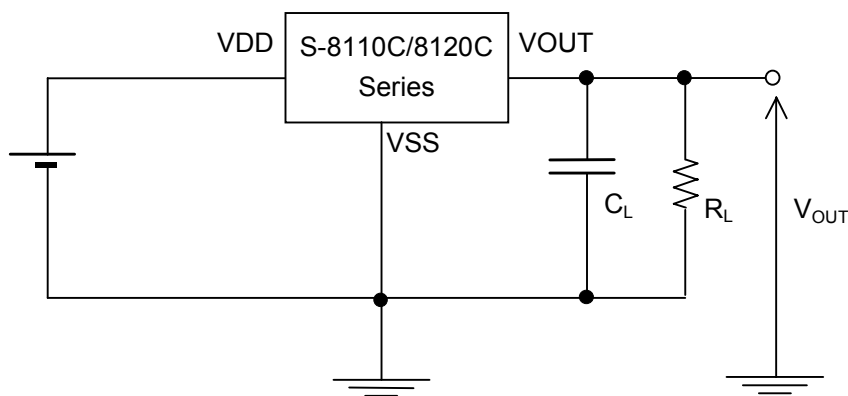 VDD
S-8110C/8120C
Series
VOUT
VSS
CL
RL
VOUT